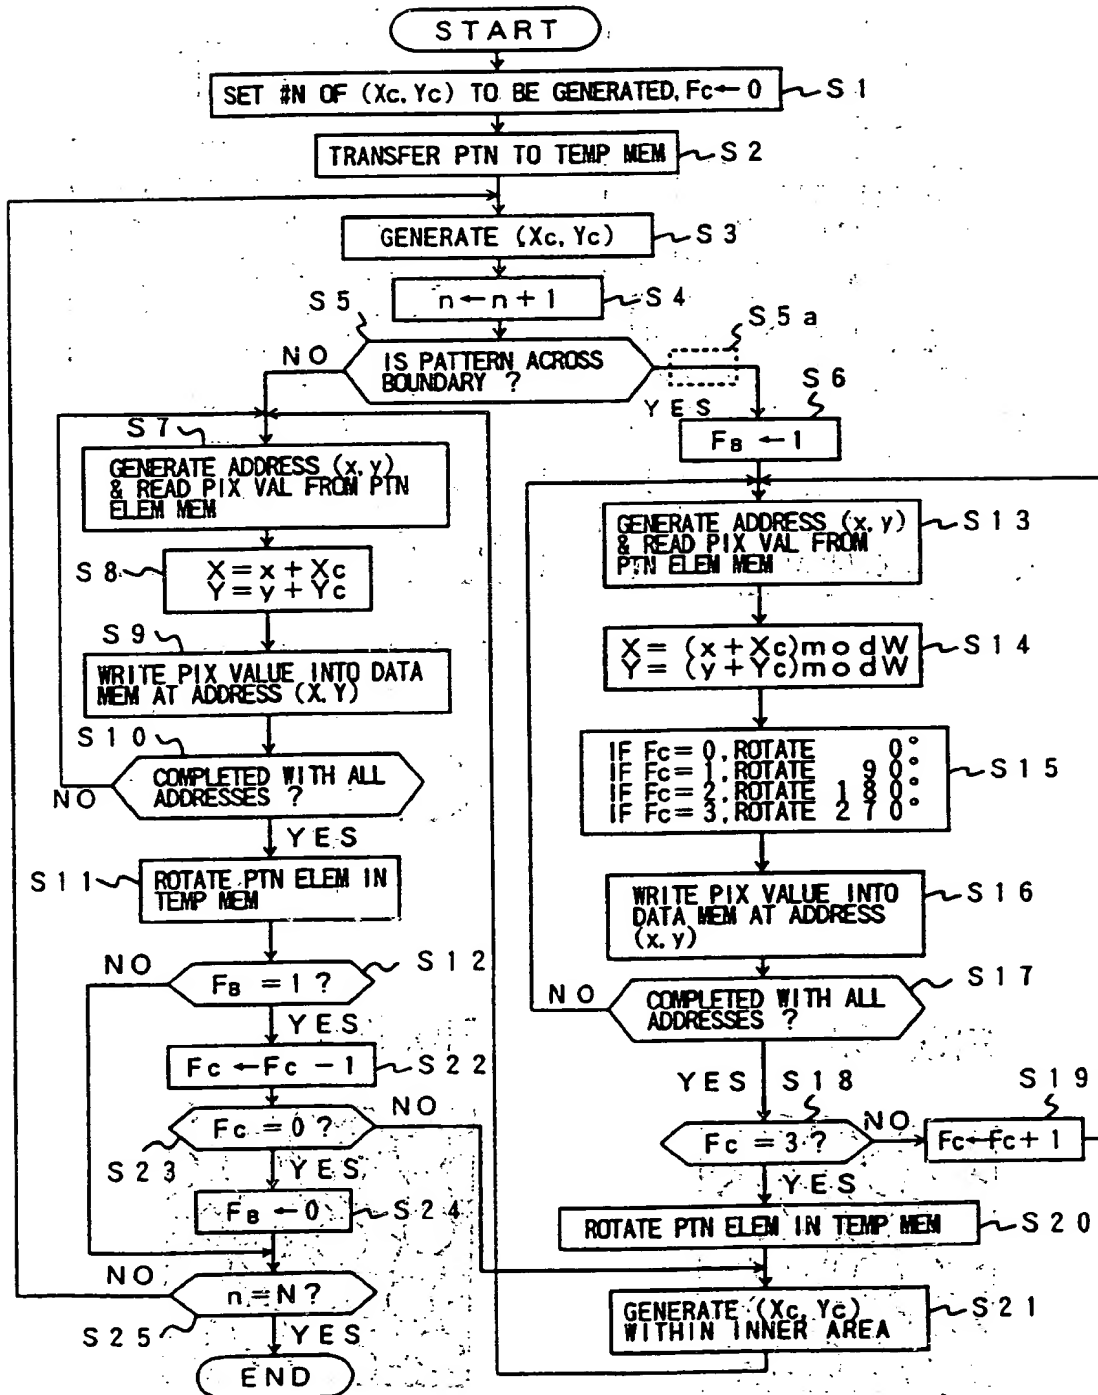 START
SET #N OF (Xc, Yc) TO BE GENERATED, Fc←0
S1
TRANSFER PTN TO TEMP MEM
S2
GENERATE (Xc, Yc)
S3
n←n+1
S4
S5
IS PATTERN ACROSS
BOUNDARY ?
NO
YES
S5a
S6
FB ←1
S7
GENERATE ADDRESS (x, y)
& READ PIX VAL FROM PTN
ELEM MEM
S8
X=x+Xc
Y=y+Yc
S9
WRITE PIX VALUE INTO DATA
MEM AT ADDRESS (X, Y)
S10
COMPLETED WITH ALL
ADDRESSES ?
NO
YES
S11
ROTATE PTN ELEM IN
TEMP MEM
NO
FB =1?
S12
YES
Fc←Fc −1
S22
Fc =0?
NO
S23
YES
FB ←0
S24
NO
n=N?
S25
YES
END
GENERATE ADDRESS (x, y)
& READ PIX VAL FROM
PTN ELEM MEM
S13
X= (x+Xc) modW
Y= (y+Yc) modW
S14
IF Fc=0, ROTATE 0°
IF Fc=1, ROTATE 90°
IF Fc=2, ROTATE 180°
IF Fc=3, ROTATE 270°
S15
WRITE PIX VALUE INTO
DATA MEM AT ADDRESS
(x, y)
S16
S17
NO
COMPLETED WITH ALL
ADDRESSES ?
YES
S18
Fc =3?
NO
S19
Fc←Fc+1
YES
ROTATE PTN ELEM IN TEMP MEM
S20
GENERATE (Xc, Yc)
WITHIN INNER AREA
S21